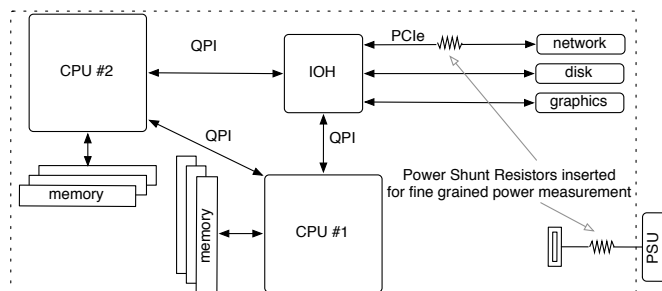 QPI
PCIe
network
CPU #2
IOH
disk
graphics
QPI
QPI
memory
Power Shunt Resistors inserted
for fine grained power measurement
memory
CPU #1
PSU